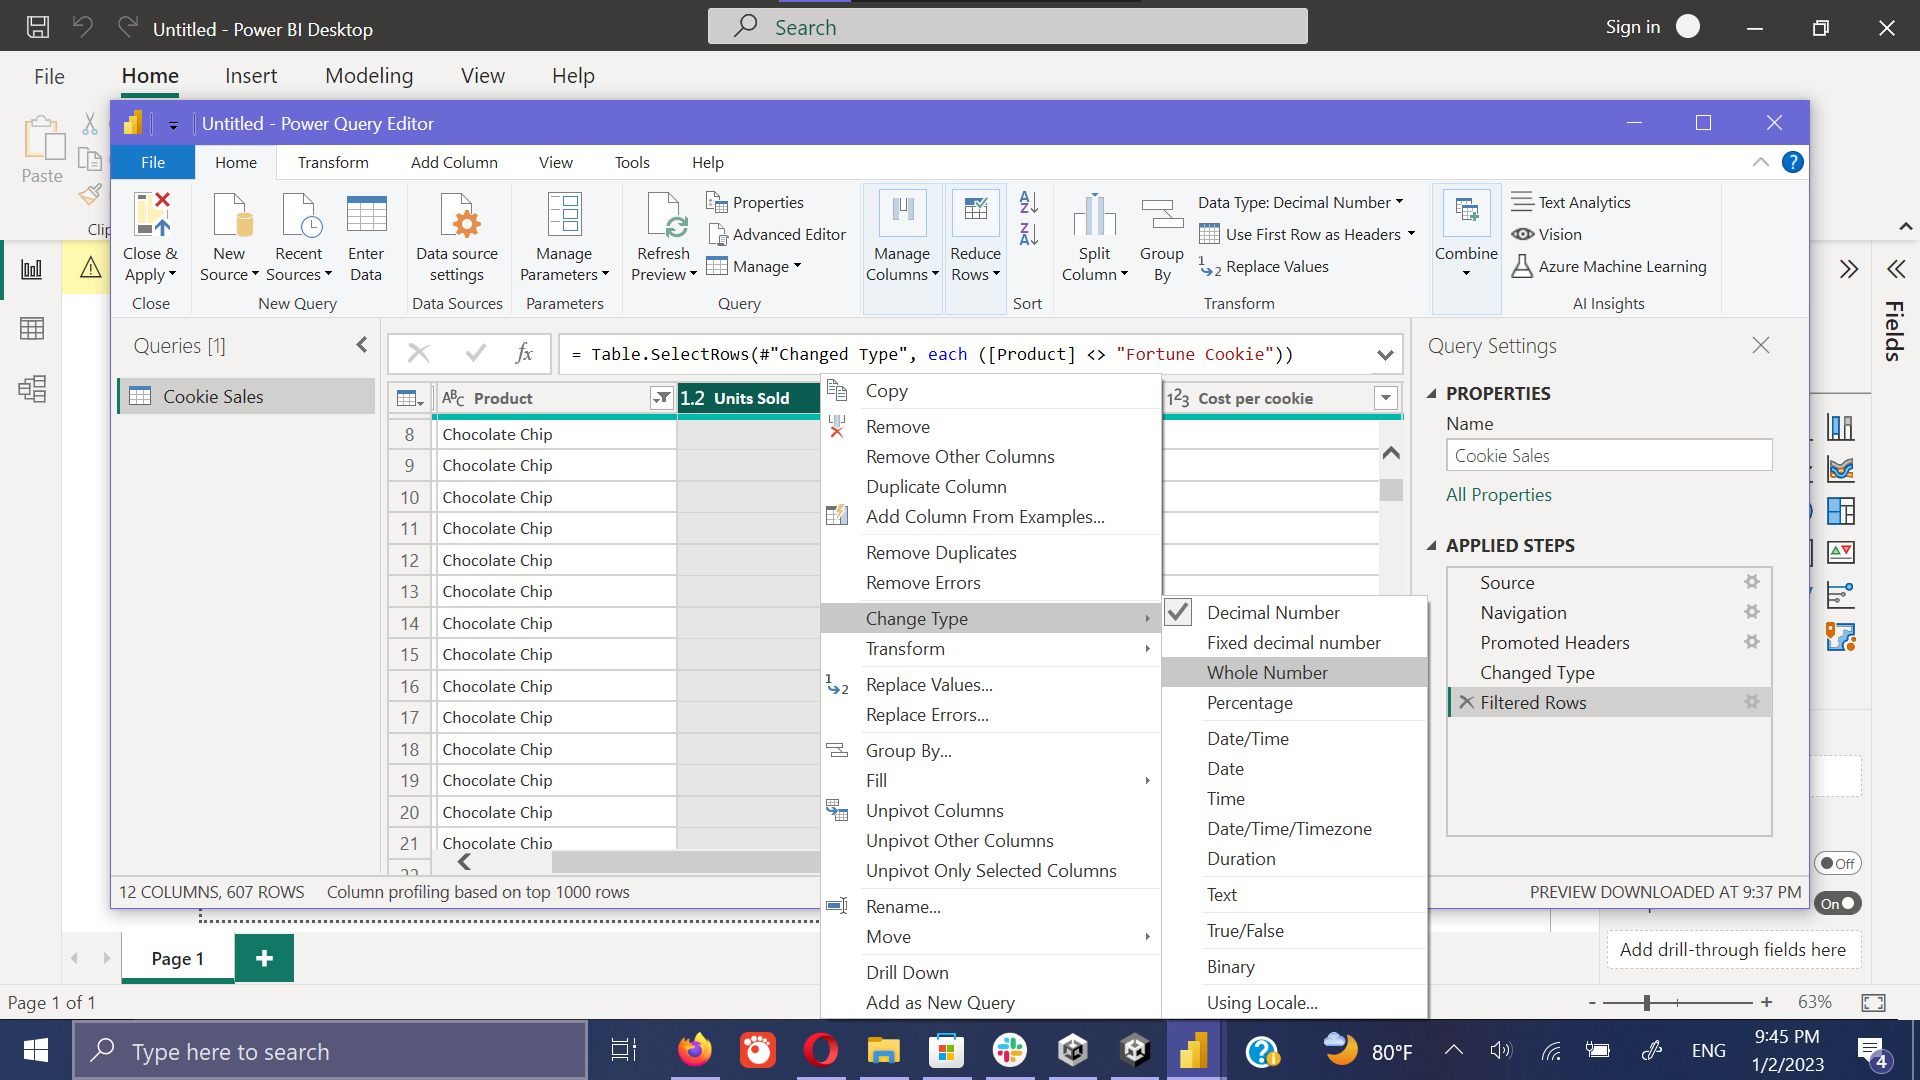 Untitled - Power BI Desktop
Search
Sign in
File Home Insert Modeling View Help
Paste
Untitled - Power Query Editor
File Home Transform Add Column View Tools Help
Close & Apply
New Source
Recent Sources
Enter Data
Data source settings
Manage Parameters
Refresh Preview
Properties
Advanced Editor
Manage
Manage Columns
Reduce Rows
Split Column
Group By
Data Type: Decimal Number
Use First Row as Headers
Replace Values
Combine
Text Analytics
Vision
Azure Machine Learning
Close
New Query
Data Sources
Parameters
Query
Sort
Transform
AI Insights
Queries [1]
Cookie Sales
= Table.SelectRows(#"Changed Type", each ([Product] <> "Fortune Cookie"))
Product
1.2 Units Sold
Cost per cookie
8 Chocolate Chip
9 Chocolate Chip
10 Chocolate Chip
11 Chocolate Chip
12 Chocolate Chip
13 Chocolate Chip
14 Chocolate Chip
15 Chocolate Chip
16 Chocolate Chip
17 Chocolate Chip
18 Chocolate Chip
19 Chocolate Chip
20 Chocolate Chip
21 Chocolate Chip
Copy
Remove
Remove Other Columns
Duplicate Column
Add Column From Examples...
Remove Duplicates
Remove Errors
Change Type
Transform
Replace Values...
Replace Errors...
Group By...
Fill
Unpivot Columns
Unpivot Other Columns
Unpivot Only Selected Columns
Rename...
Move
Drill Down
Add as New Query
Decimal Number
Fixed decimal number
Whole Number
Percentage
Date/Time
Date
Time
Date/Time/Timezone
Duration
Text
True/False
Binary
Using Locale...
Query Settings
PROPERTIES
Name
Cookie Sales
All Properties
APPLIED STEPS
Source
Navigation
Promoted Headers
Changed Type
Filtered Rows
Fields
12 COLUMNS, 607 ROWS
Column profiling based on top 1000 rows
PREVIEW DOWNLOADED AT 9:37 PM
Off
On
Add drill-through fields here
Page 1
Page 1 of 1
63%
Type here to search
80°F
ENG
9:45 PM
1/2/2023
4